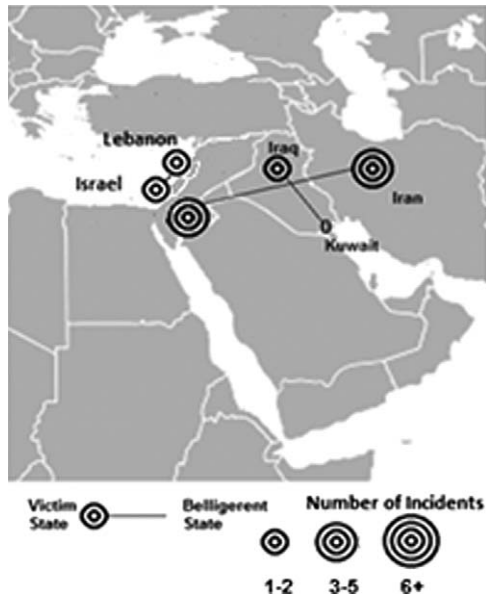 Lebanon
Iraq
Israel
Iran
Kuwait
Victim State
Belligerent State
Number of Incidents
1-2 3-5 6+